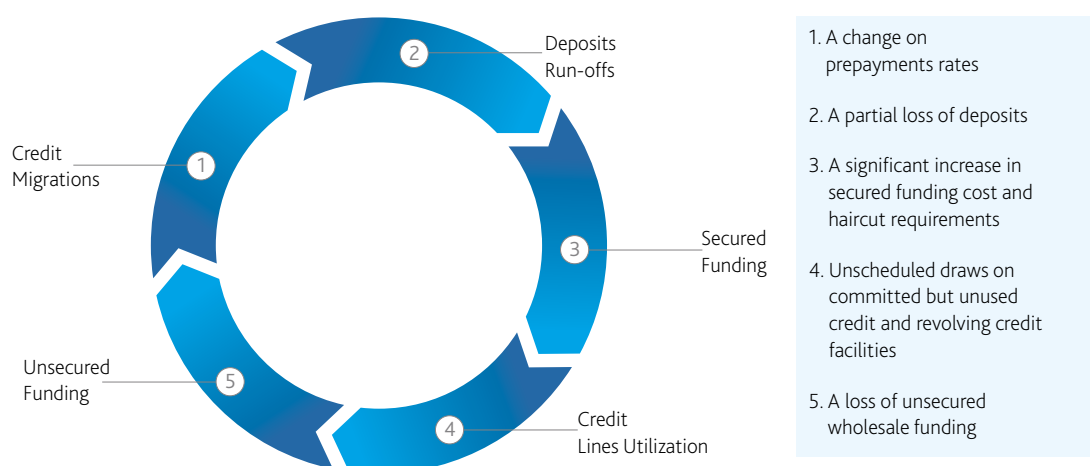 2
Deposits
Run-offs
Credit
Migrations
1
3
Secured
Funding
Unsecured
Funding
5
4
Credit
Lines Utilization
1. A change on
prepayments rates
2. A partial loss of deposits
3. A significant increase in
secured funding cost and
haircut requirements
4. Unscheduled draws on
committed but unused
credit and revolving credit
facilities
5. A loss of unsecured
wholesale funding